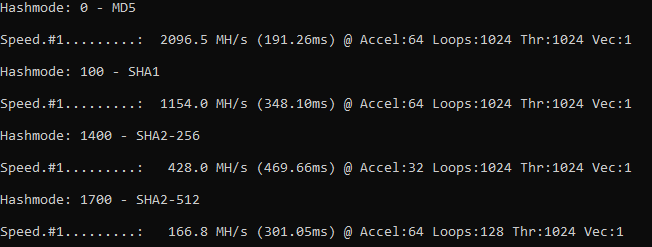 Hashmode: 0 - MD5
Speed.#1.........:  2096.5 MH/s (191.26ms) @ Accel:64 Loops:1024 Thr:1024 Vec:1
Hashmode: 100 - SHA1
Speed.#1.........:  1154.0 MH/s (348.10ms) @ Accel:64 Loops:1024 Thr:1024 Vec:1
Hashmode: 1400 - SHA2-256
Speed.#1.........:   428.0 MH/s (469.66ms) @ Accel:32 Loops:1024 Thr:1024 Vec:1
Hashmode: 1700 - SHA2-512
Speed.#1.........:   166.8 MH/s (301.05ms) @ Accel:64 Loops:128 Thr:1024 Vec:1